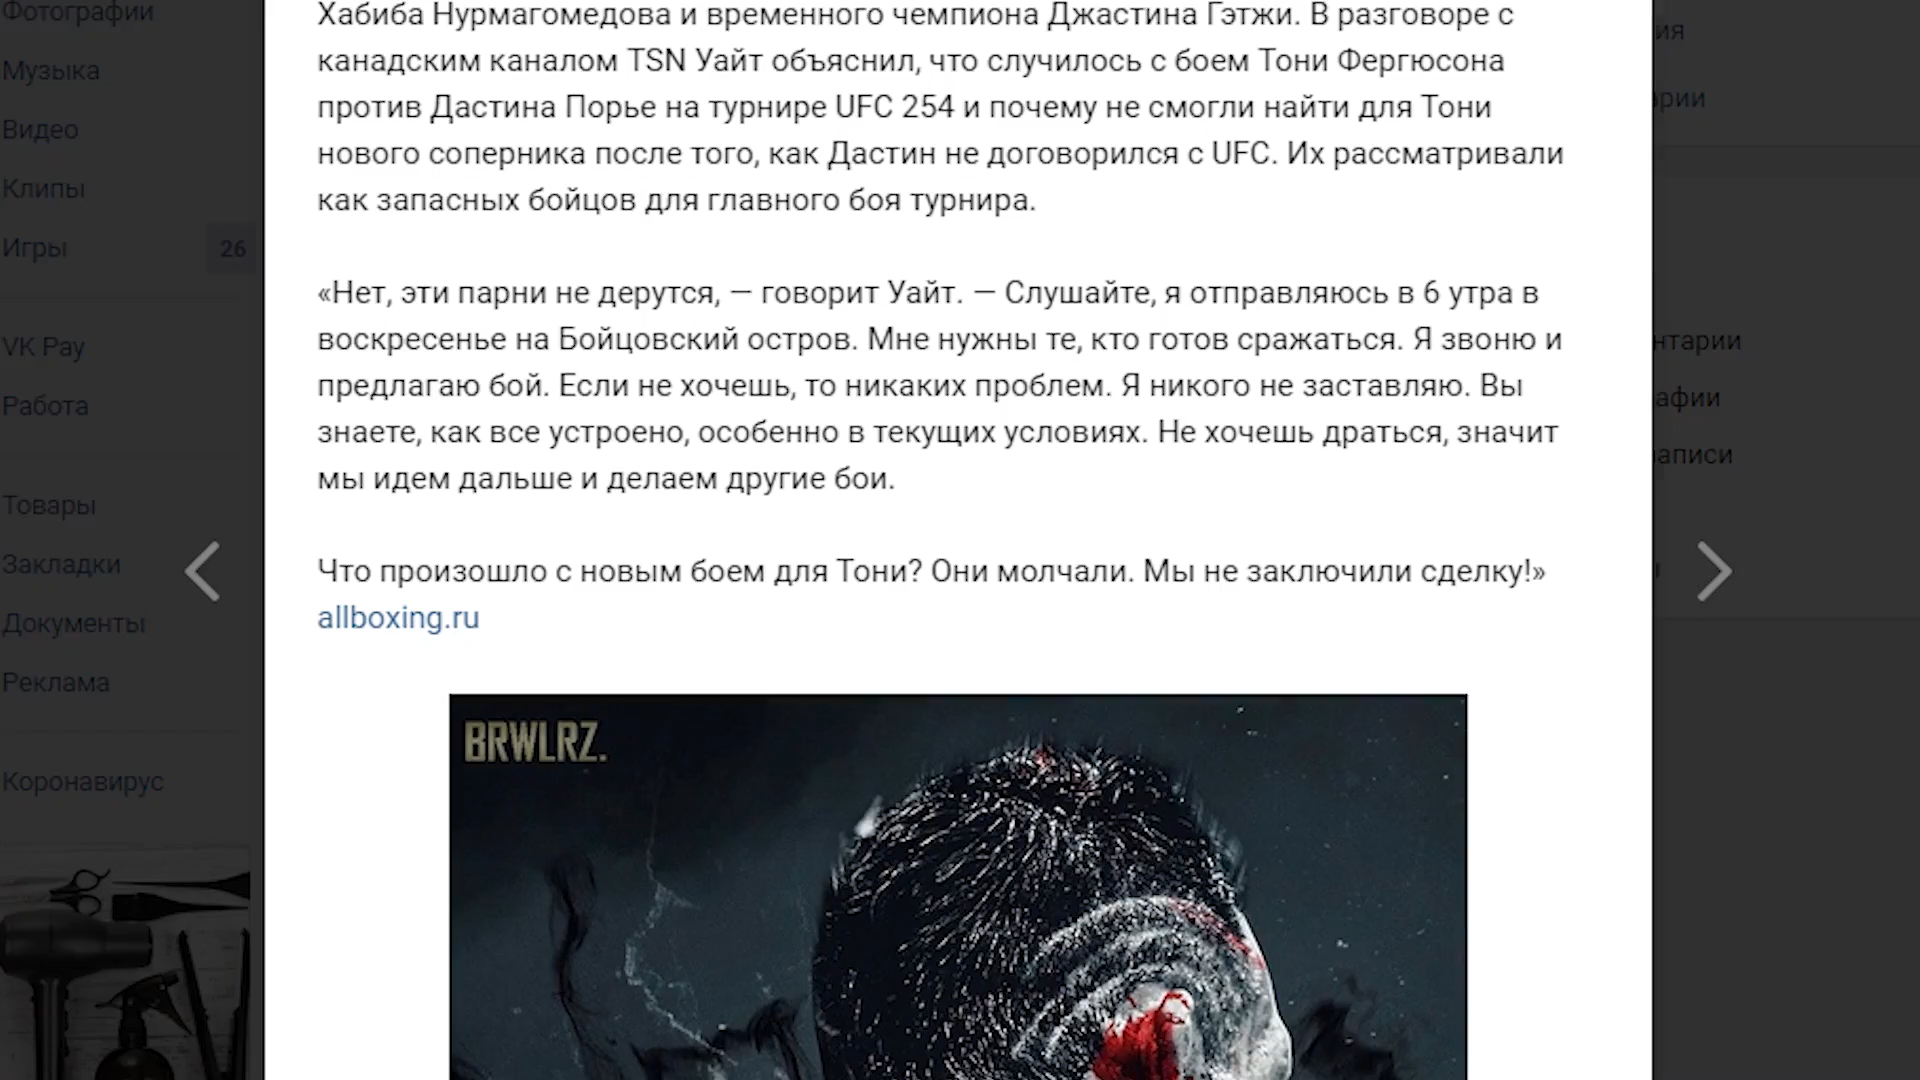 Фотографии
Музыка
Видео
Клипы
Игры
26
VK Pay
Работа
Товары
Закладки
Документы
Реклама
Коронавирус
Хабиба Нурмагомедова и временного чемпиона Джастина Гэтжи. В разговоре с
канадским каналом TSN Уайт объяснил, что случилось с боем Тони Фергюсона
против Дастина Порье на турнире UFC 254 и почему не смогли найти для Тони
нового соперника после того, как Дастин не договорился с UFC. Их рассматривали
как запасных бойцов для главного боя турнира.
«Нет, эти парни не дерутся, — говорит Уайт. — Слушайте, я отправляюсь в 6 утра в
воскресенье на Бойцовский остров. Мне нужны те, кто готов сражаться. Я звоню и
предлагаю бой. Если не хочешь, то никаких проблем. Я никого не заставляю. Вы
знаете, как все устроено, особенно в текущих условиях. Не хочешь драться, значит
мы идем дальше и делаем другие бои.
Что произошло с новым боем для Тони? Они молчали. Мы не заключили сделку!»
allboxing.ru
BRWLRZ.